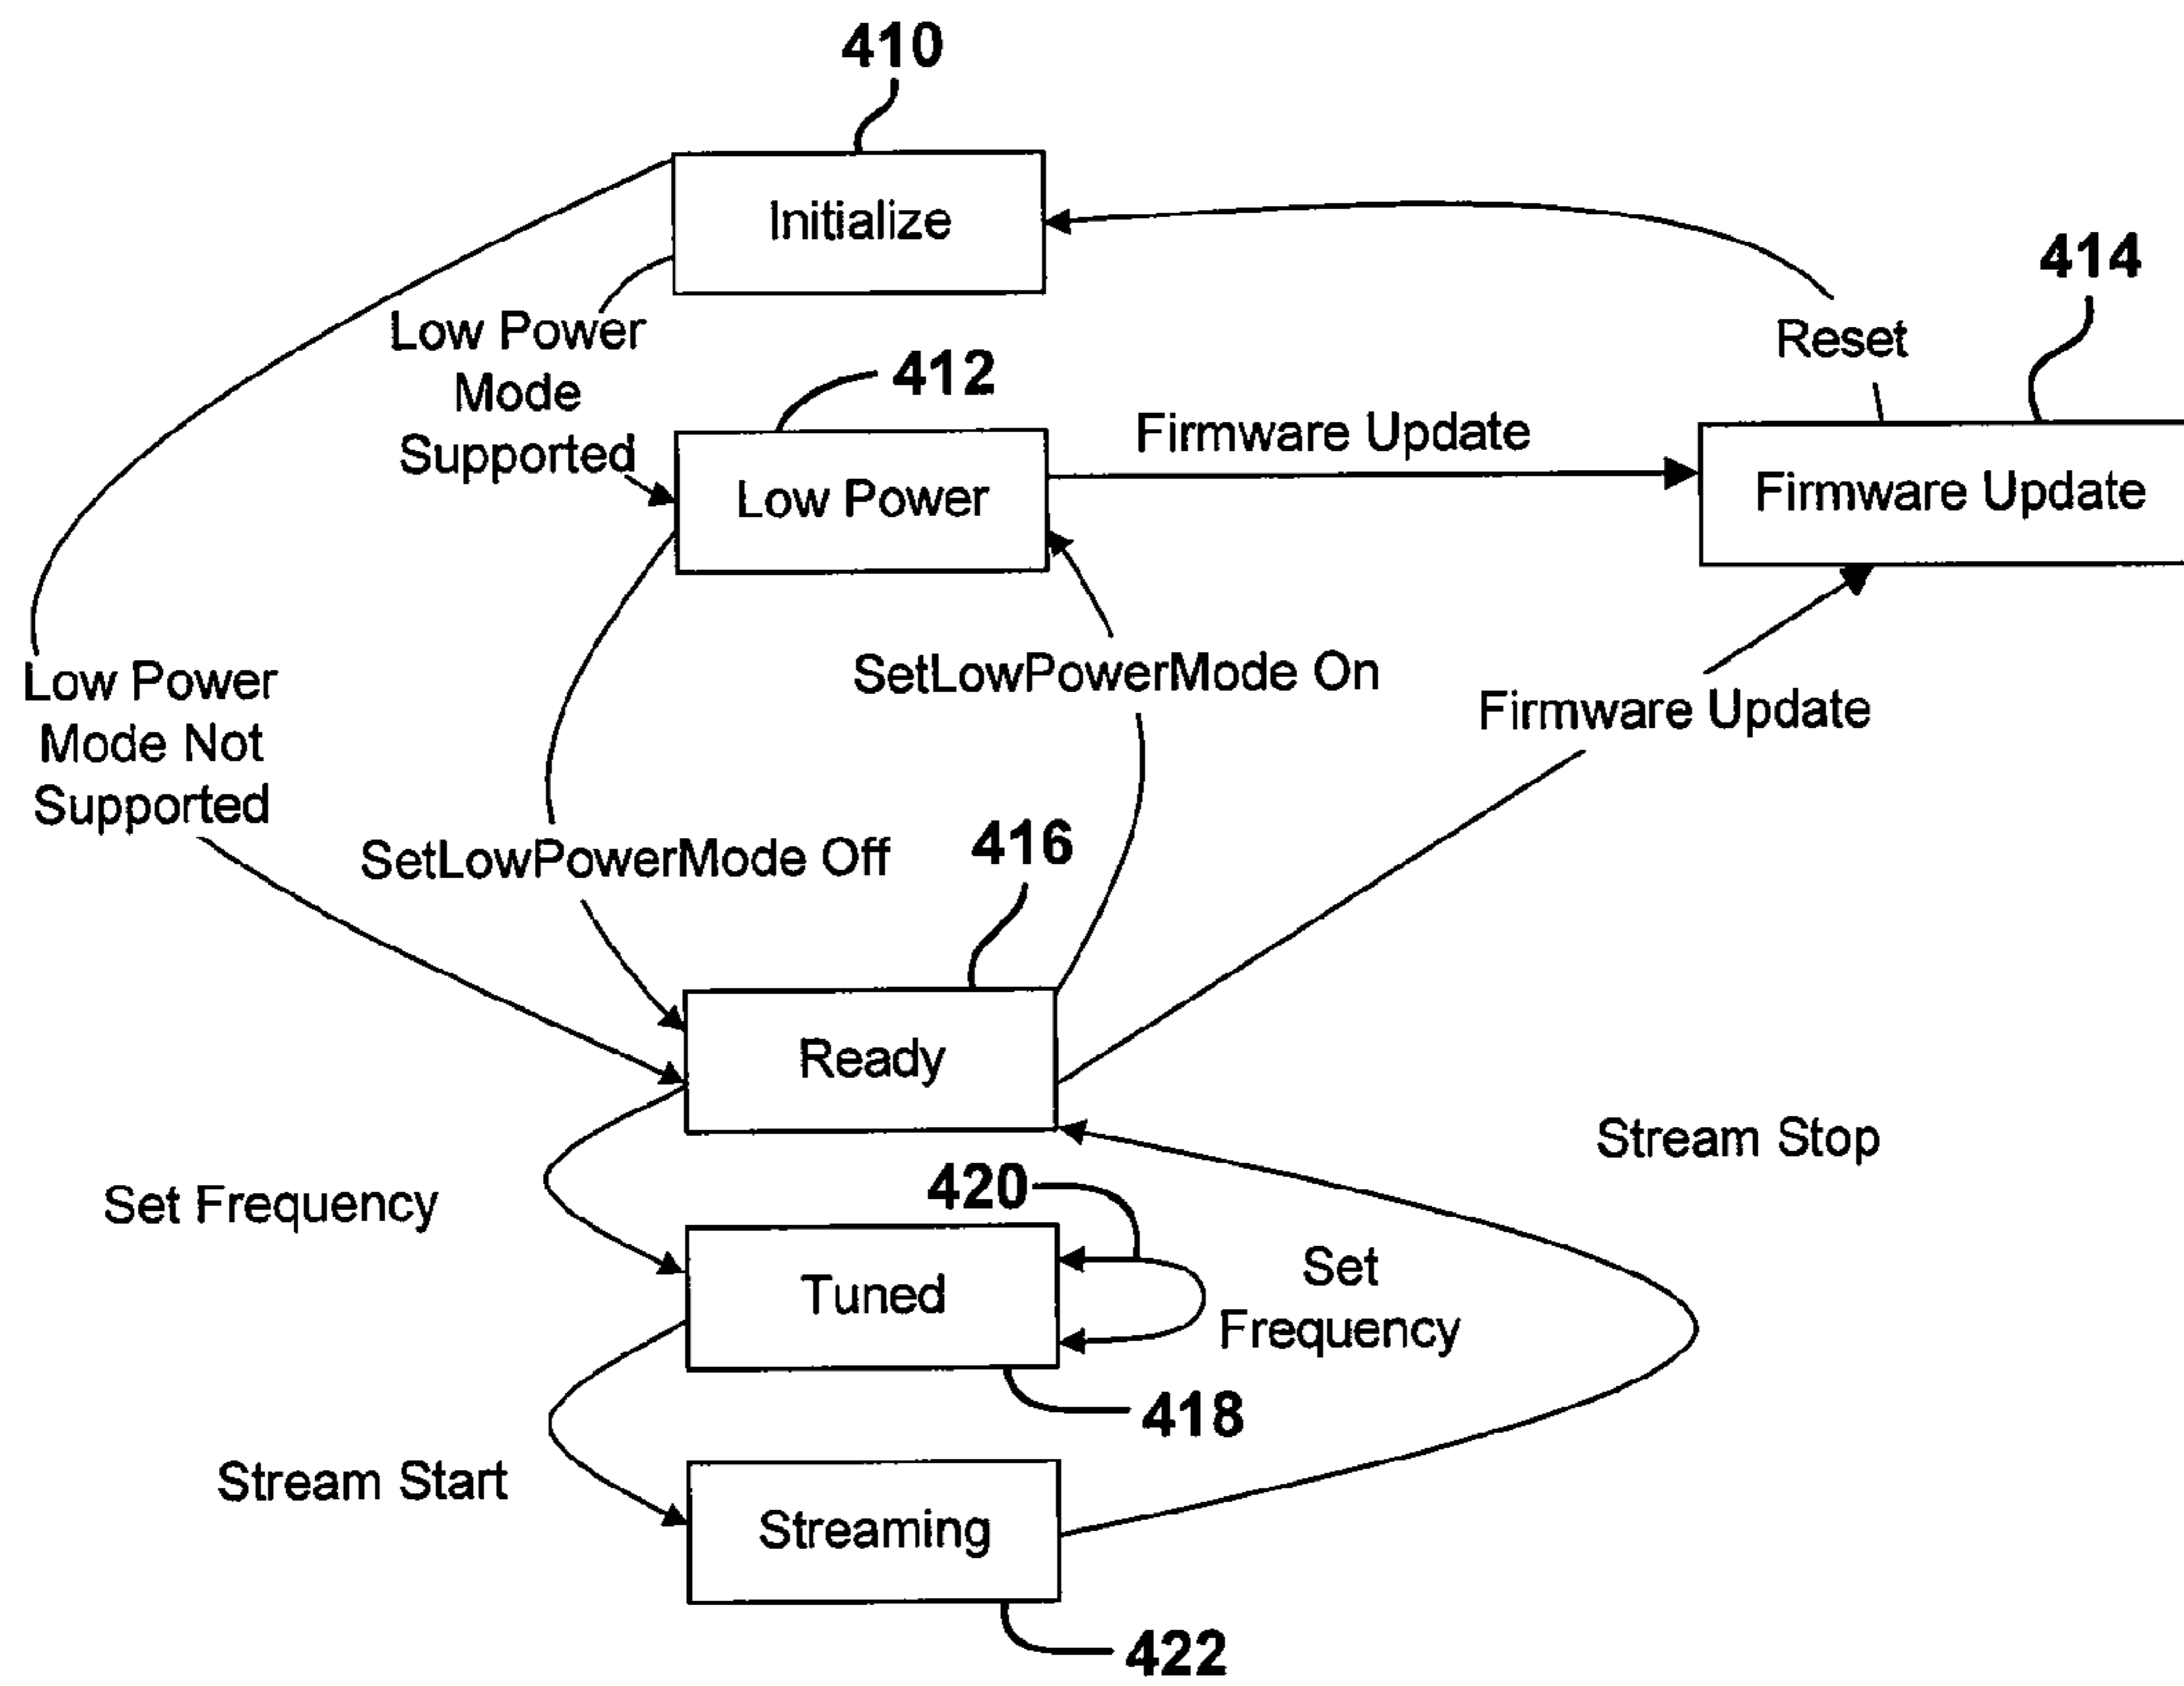 410
Initialize
414
Reset
Low Power
Mode
Supported
412
Firmware Update
Low Power
Firmware Update
SetLowPowerMode On
Firmware Update
Low Power
Mode Not
Supported
SetLowPowerMode Off
416
Ready
Stream Stop
Set Frequency
420
Tuned
Set
Frequency
418
Stream Start
Streaming
422